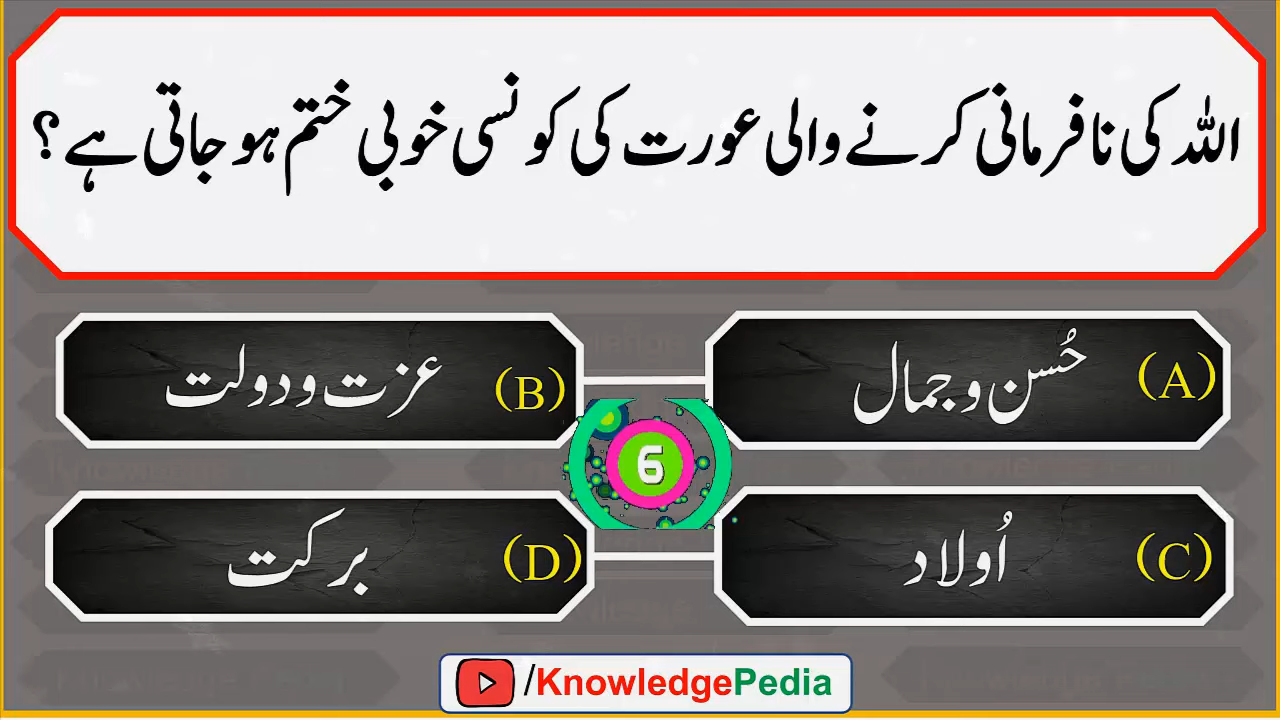 اللہ کی نافرمانی کرنے والی عورت کی کونسی خوبی ختم ہو جاتی ہے؟
(A) حُسن و جمال
(B) عزت و دولت
6
(C) اُولاد
(D) برکت
/KnowledgePedia